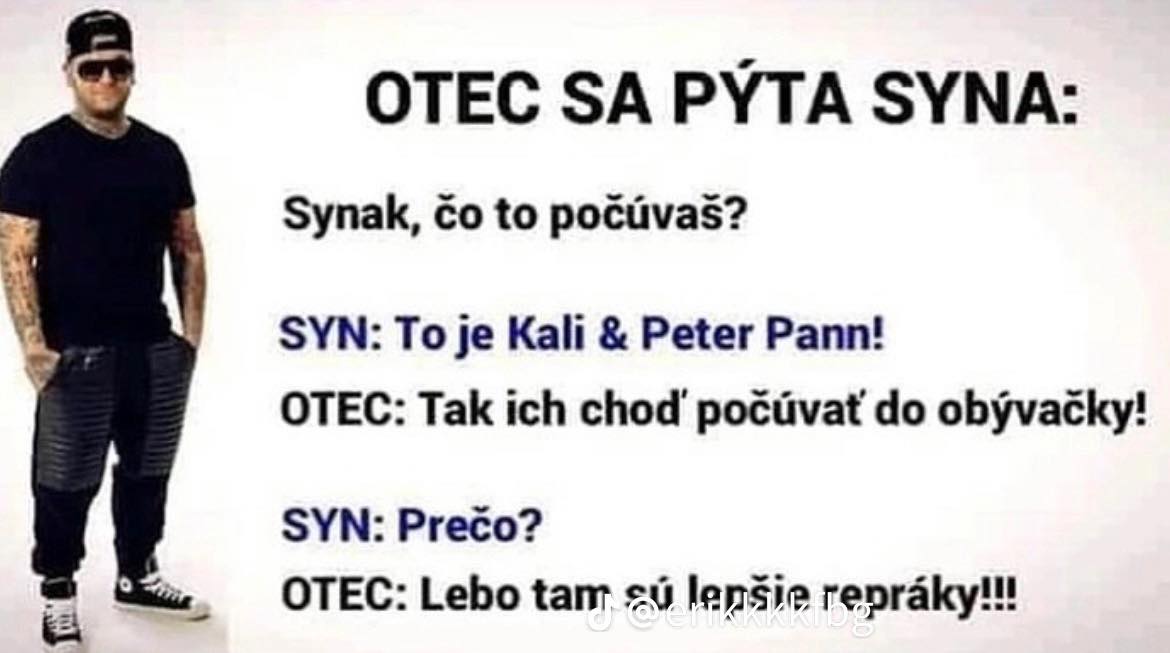 OTEC SA PÝTA SYNA:
Synak, čo to počúvaš?
SYN: To je Kali & Peter Pann!
OTEC: Tak ich choď počúvať do obývačky!
SYN: Prečo?
OTEC: Lebo tam sú lepšie repráky!!!
@erikkkkfbg